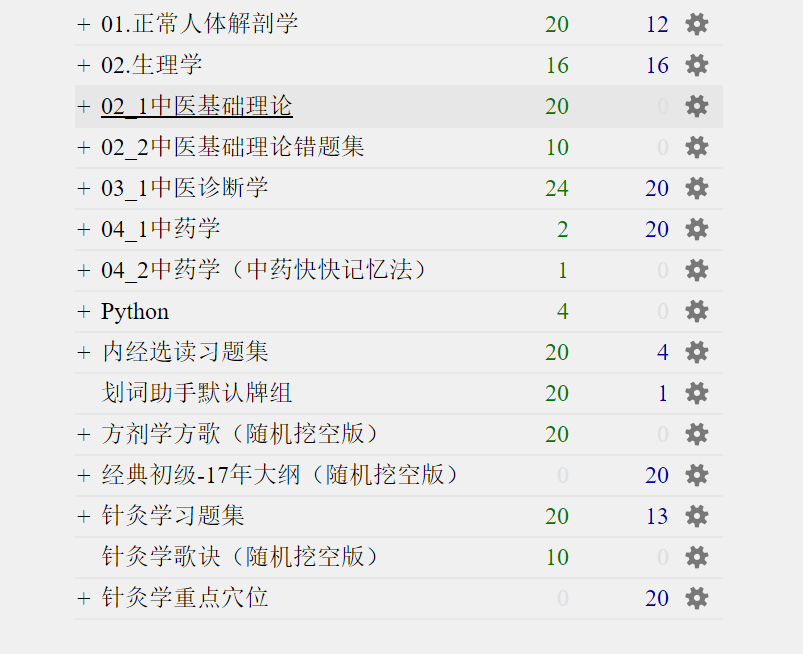 + 01.正常人体解剖学 20 12
+ 02.生理学 16 16
+ 02_1中医基础理论 20 0
+ 02_2中医基础理论错题集 10 0
+ 03_1中医诊断学 24 20
+ 04_1中药学 2 20
+ 04_2中药学（中药快快记忆法） 1 0
+ Python 4 0
+ 内经选读习题集 20 4
划词助手默认牌组 20 1
+ 方剂学方歌（随机挖空版） 20 0
+ 经典初级-17年大纲（随机挖空版） 0 20
+ 针灸学习题集 20 13
针灸学歌诀（随机挖空版） 10 0
+ 针灸学重点穴位 0 20